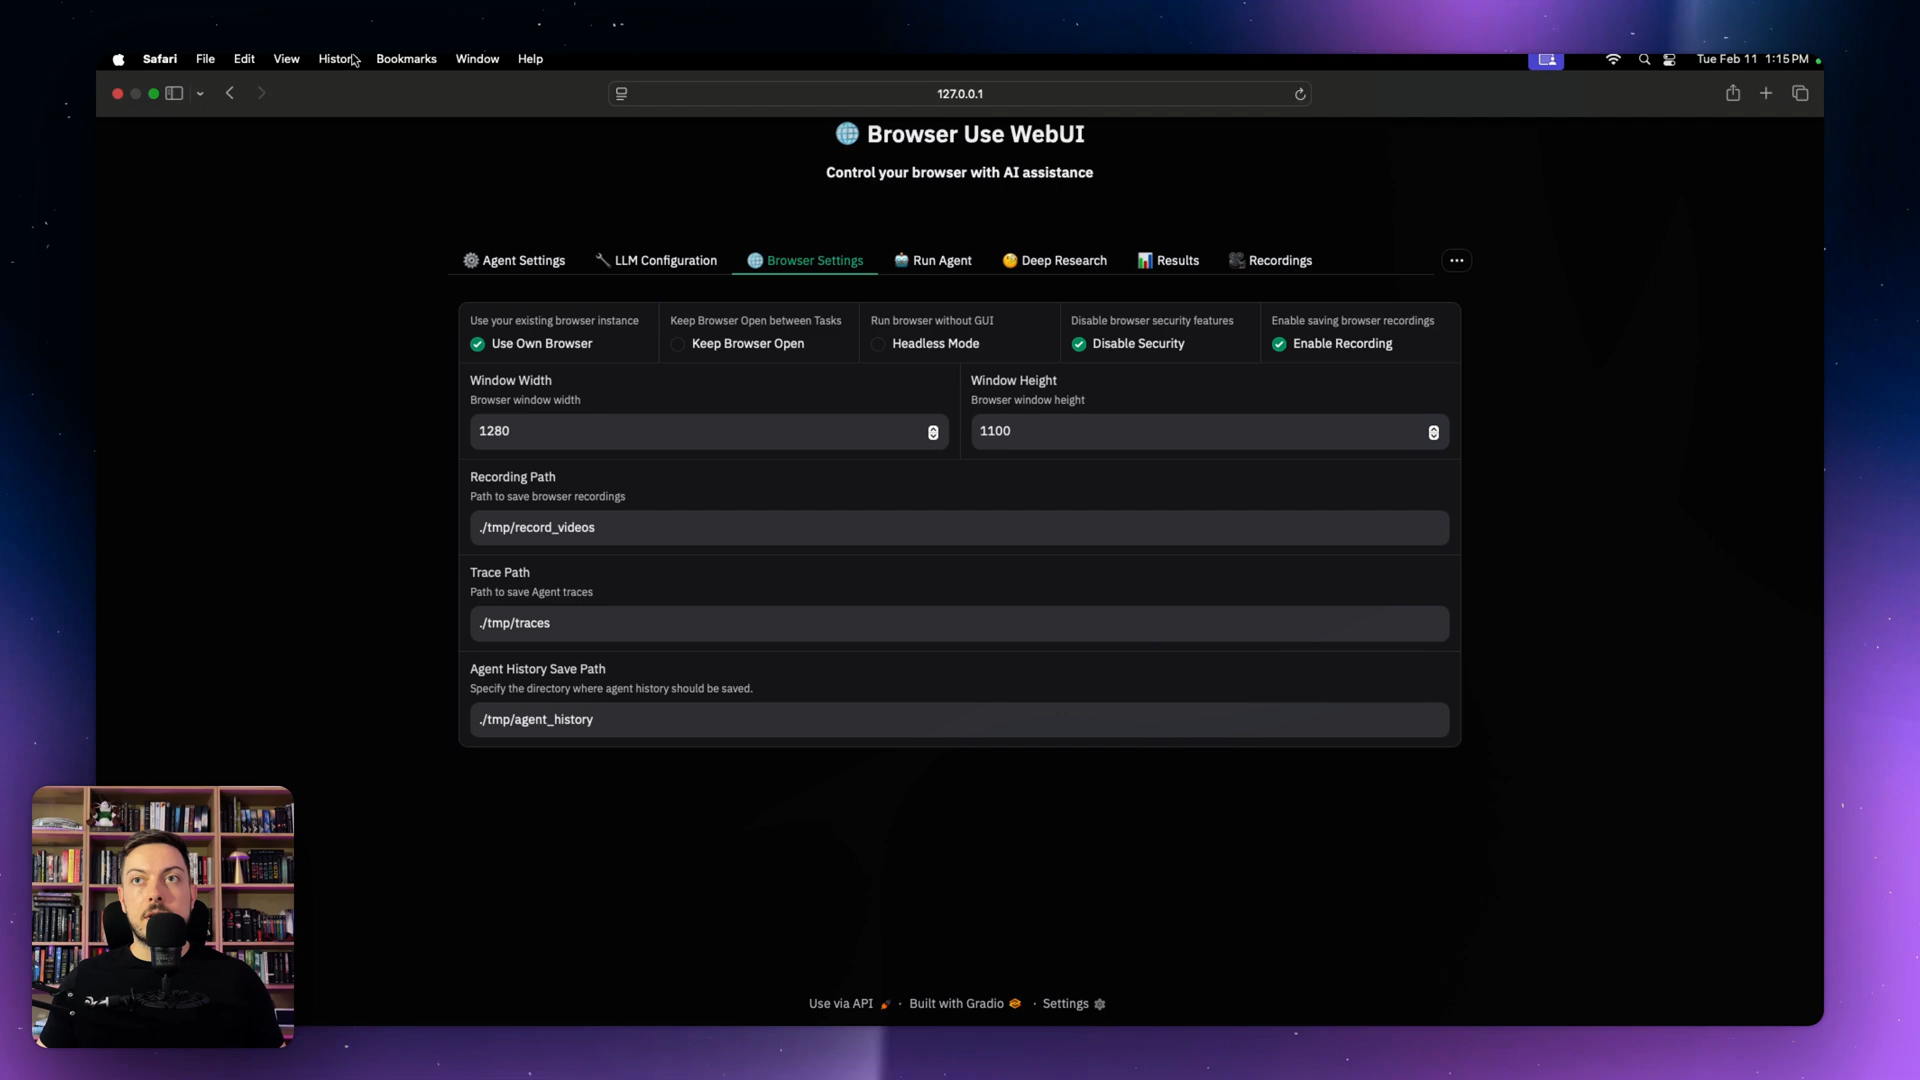 Safari File Edit View History Bookmarks Window Help
Tue Feb 11 1:15 PM
127.0.0.1
Browser Use WebUI
Control your browser with AI assistance
Agent Settings LLM Configuration Browser Settings Run Agent Deep Research Results Recordings
Use your existing browser instance Keep Browser Open between Tasks Run browser without GUI Disable browser security features Enable saving browser recordings
Use Own Browser Keep Browser Open Headless Mode Disable Security Enable Recording
Window Width Window Height
Browser window width Browser window height
1280 1100
Recording Path
Path to save browser recordings
./tmp/record_videos
Trace Path
Path to save Agent traces
./tmp/traces
Agent History Save Path
Specify the directory where agent history should be saved.
./tmp/agent_history
Use via API · Built with Gradio · Settings